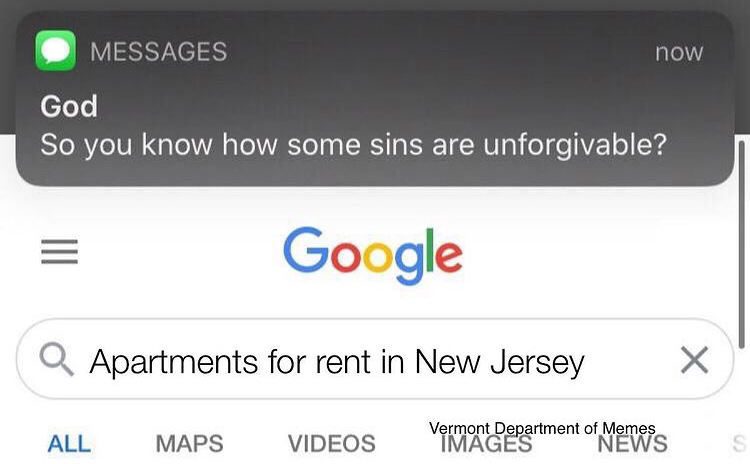 MESSAGES now
God
So you know how some sins are unforgivable?
Google
Apartments for rent in New Jersey
Vermont Department of Memes
ALL MAPS VIDEOS IMAGES NEWS S